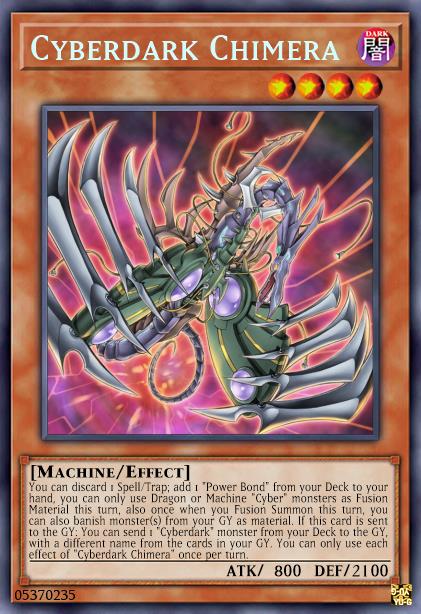 CYBERDARK CHIMERA
DARK
闇
[MACHINE/EFFECT]
You can discard 1 Spell/Trap; add 1 "Power Bond" from your Deck to your
hand, you can only use Dragon or Machine "Cyber" monsters as Fusion
Material this turn, also once when you Fusion Summon this turn, you
can also banish monster(s) from your GY as material. If this card is sent
to the GY: You can send 1 "Cyberdark" monster from your Deck to the GY,
with a different name from the cards in your GY. You can only use each
effect of "Cyberdark Chimera" once per turn.
ATK/ 800 DEF/2100
05370235